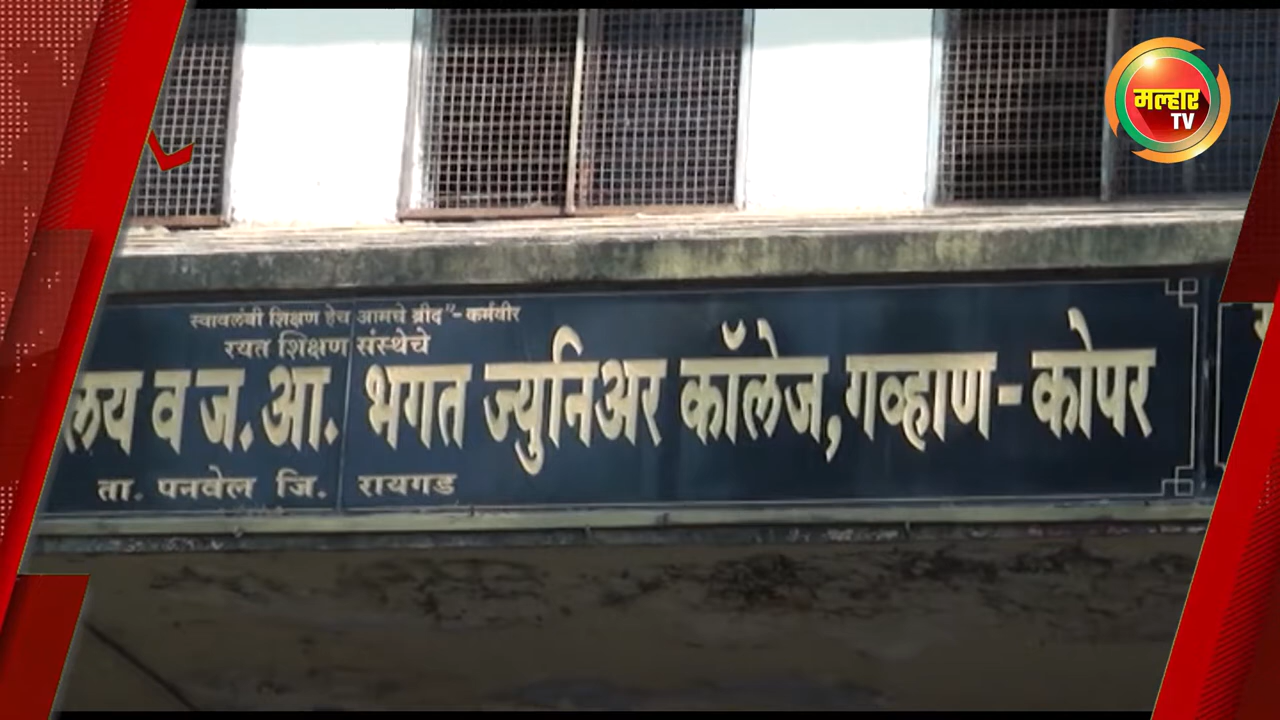 मल्हार
TV
स्वावलंबी शिक्षण हेच आमचे ब्रीद" - कर्मवीर
रयत शिक्षण संस्थेचे
लय व ज. आ. भगत ज्युनिअर कॉलेज, गव्हाण - कोपर
ता. पनवेल जि. रायगड